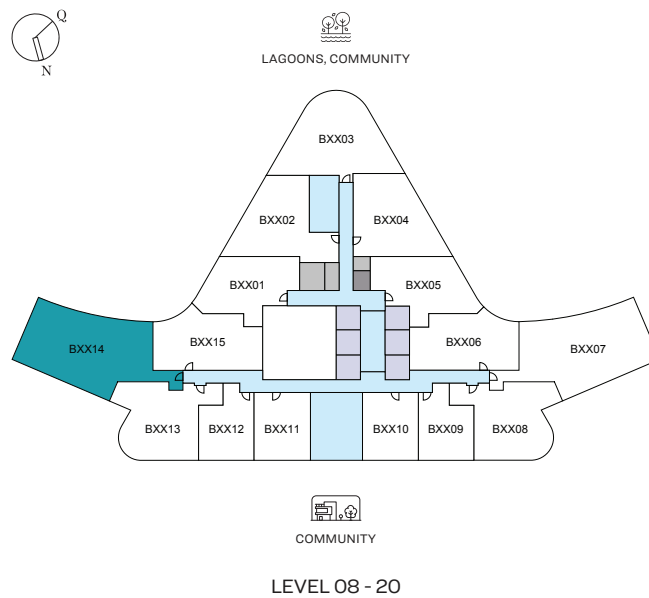 Q
N
LAGOONS, COMMUNITY
BXX03
BXX02
BXX04
BXX01
BXX05
BXX14
BXX15
BXX06
BXX07
BXX13
BXX12
BXX11
BXX10
BXX09
BXX08
COMMUNITY
LEVEL 08 - 20